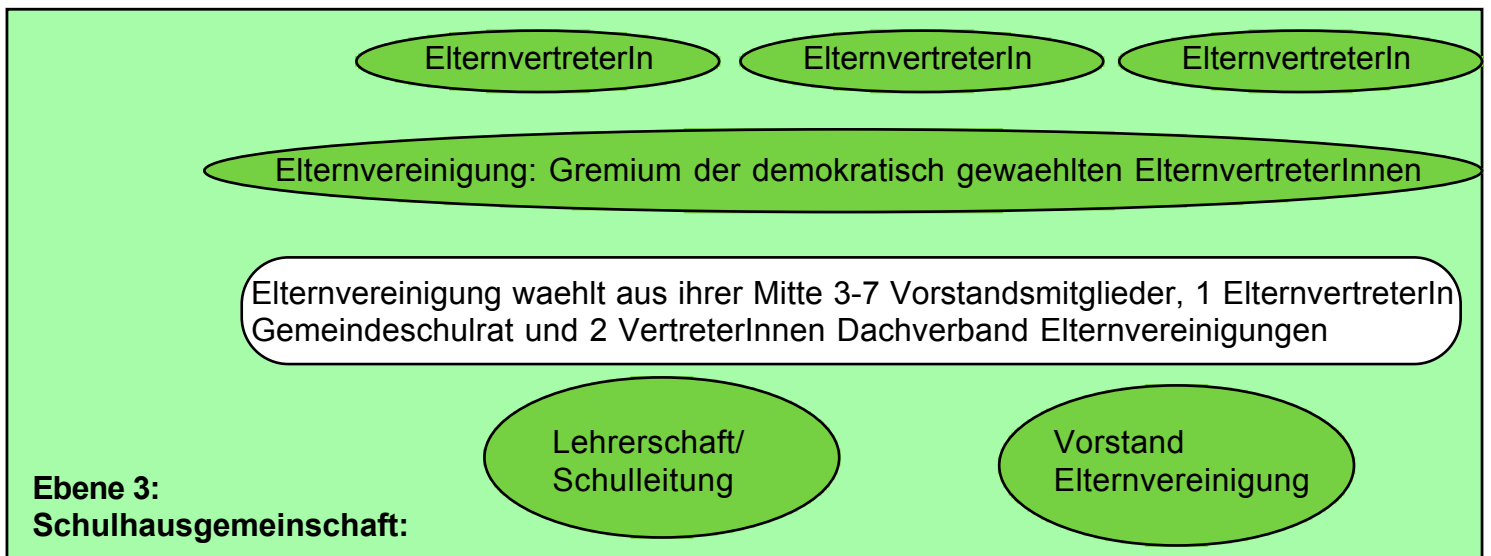 ElternvertreterIn ElternvertreterIn ElternvertreterIn
Elternvereinigung: Gremium der demokratisch gewaehlten ElternvertreterInnen
Elternvereinigung waehlt aus ihrer Mitte 3-7 Vorstandsmitglieder, 1 ElternvertreterIn
Gemeindeschulrat und 2 VertreterInnen Dachverband Elternvereinigungen
Lehrerschaft/
Schulleitung
Vorstand
Elternvereinigung
Ebene 3:
Schulhausgemeinschaft: